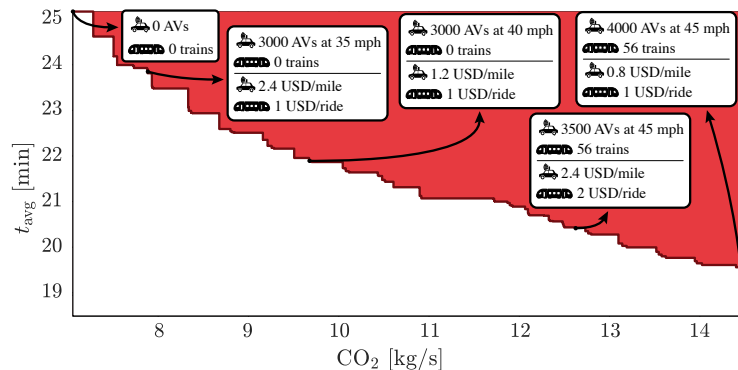 25
24
23
22
21
20
19
t_avg [min]
0 AVs
0 trains
3000 AVs at 35 mph
0 trains
2.4 USD/mile
1 USD/ride
3000 AVs at 40 mph
0 trains
1.2 USD/mile
1 USD/ride
4000 AVs at 45 mph
56 trains
0.8 USD/mile
1 USD/ride
3500 AVs at 45 mph
56 trains
2.4 USD/mile
2 USD/ride
8 9 10 11 12 13 14
CO₂ [kg/s]